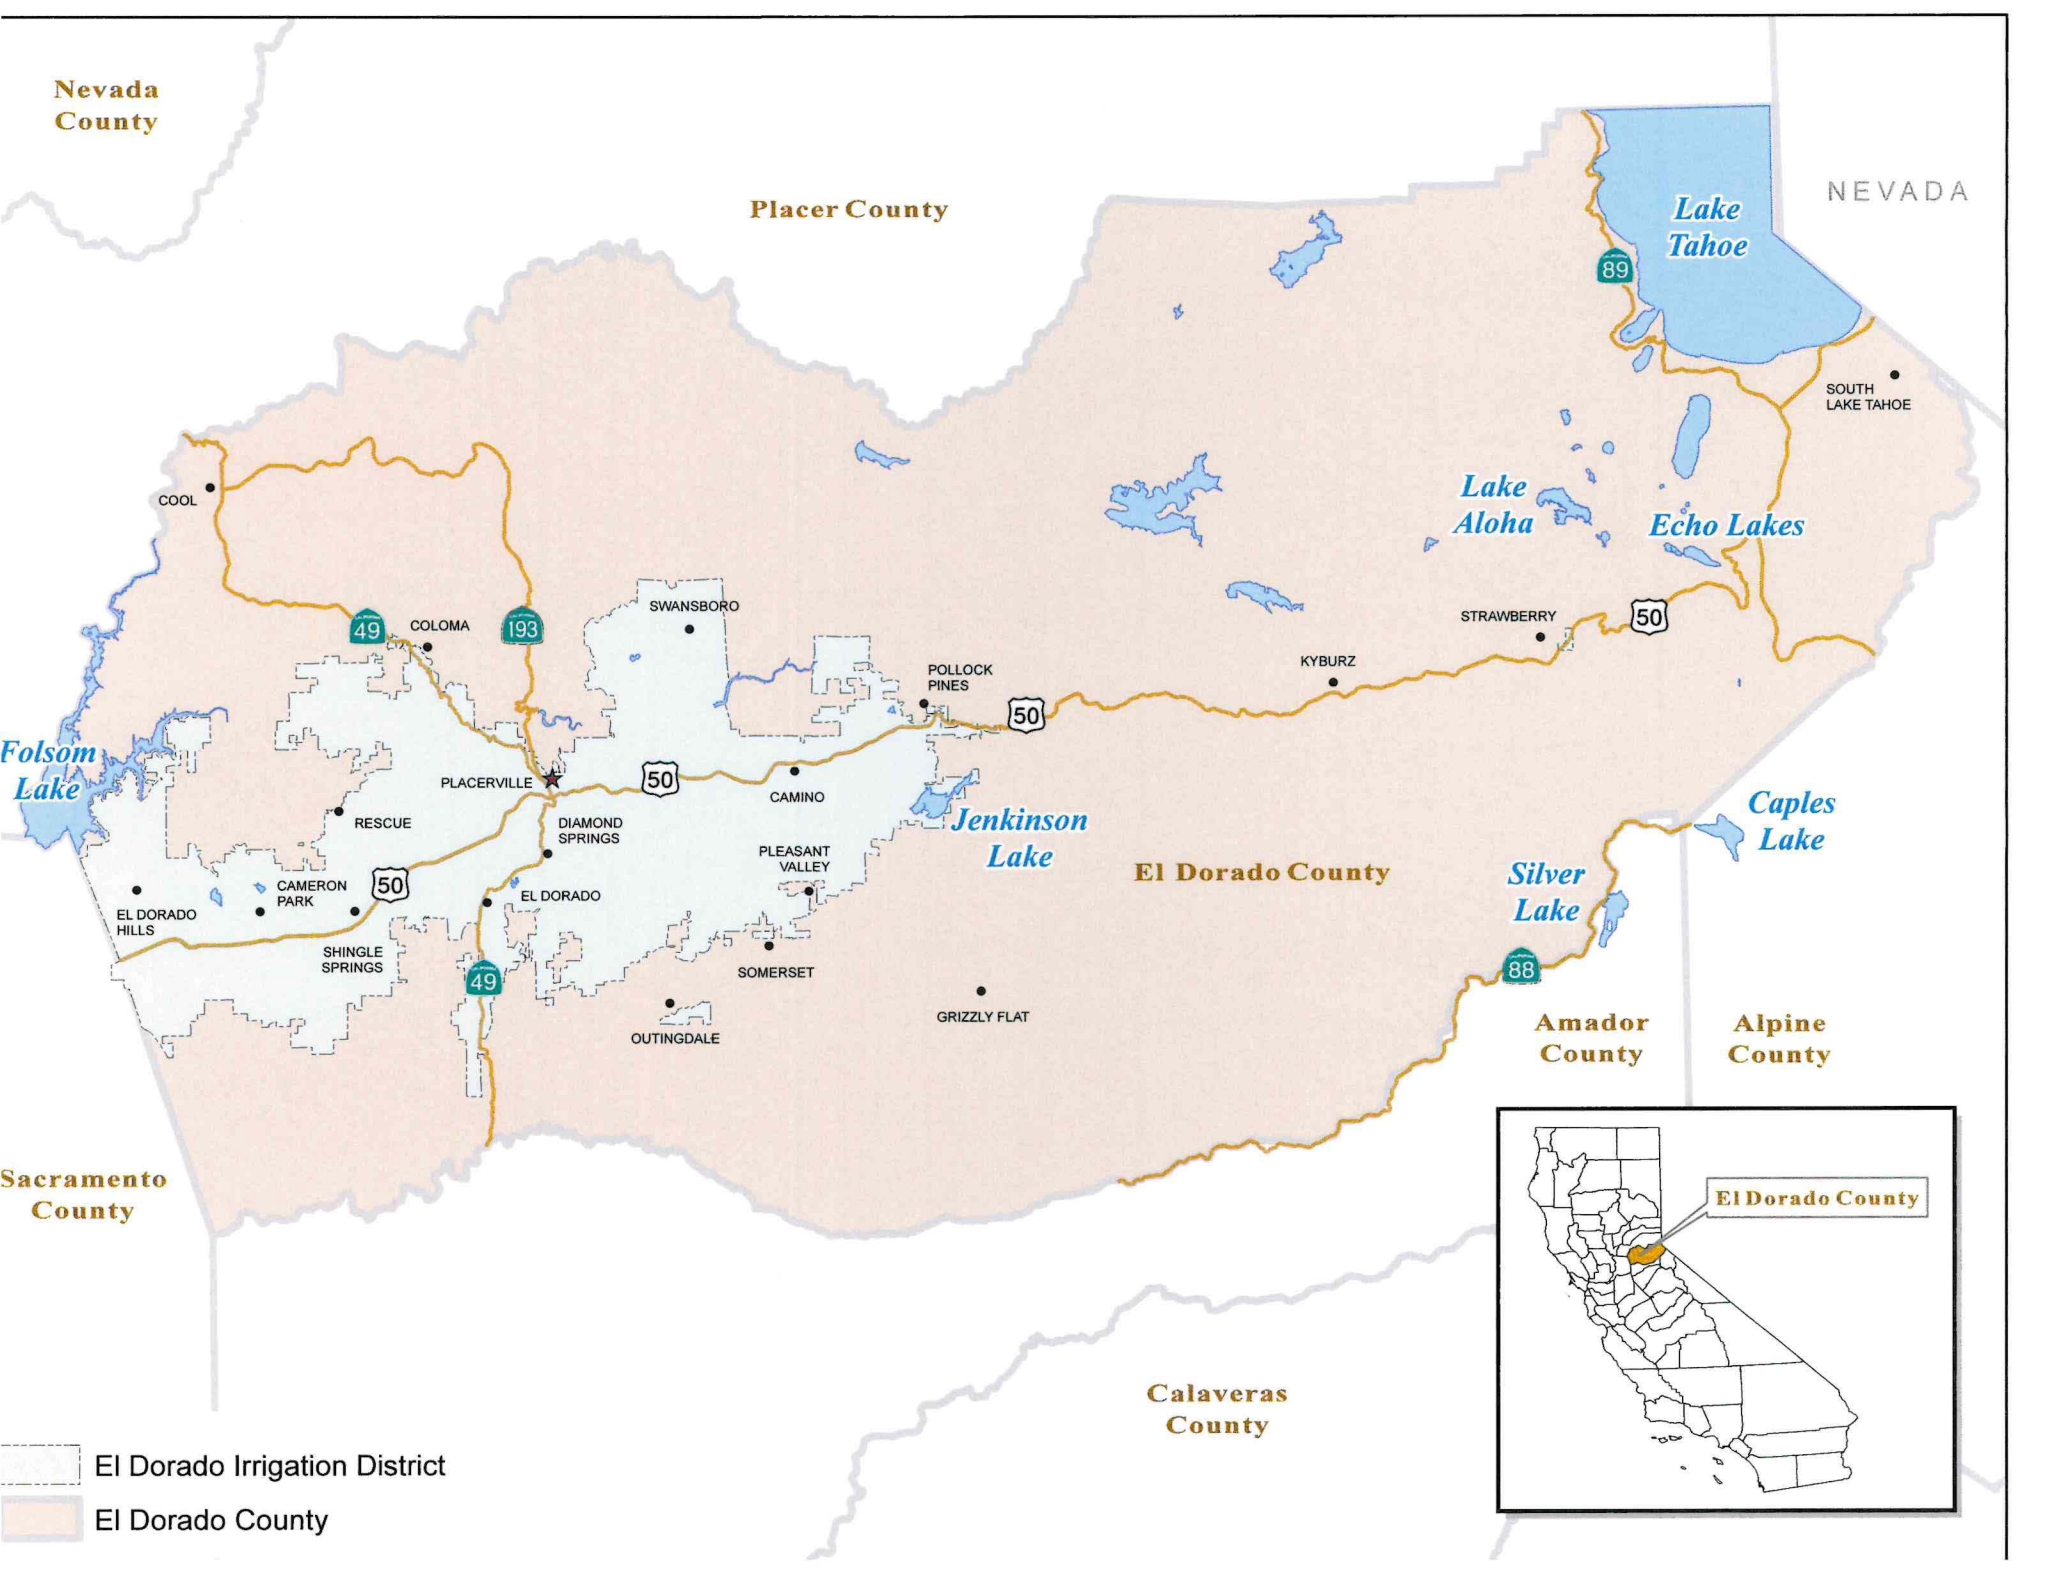 Nevada
County
Placer County
NEVADA
Lake
Tahoe
89
SOUTH
LAKE TAHOE
COOL
Lake
Aloha
Echo Lakes
49
COLOMA
193
SWANSBORO
STRAWBERRY
50
KYBURZ
POLLOCK
PINES
50
Folsom
Lake
PLACERVILLE
50
CAMINO
RESCUE
DIAMOND
SPRINGS
Jenkinson
Lake
Caples
Lake
PLEASANT
VALLEY
El Dorado County
Silver
Lake
50
CAMERON
PARK
EL DORADO
EL DORADO
HILLS
SHINGLE
SPRINGS
49
SOMERSET
88
OUTINGDALE
GRIZZLY FLAT
Amador
County
Alpine
County
Sacramento
County
El Dorado County
Calaveras
County
El Dorado Irrigation District
El Dorado County